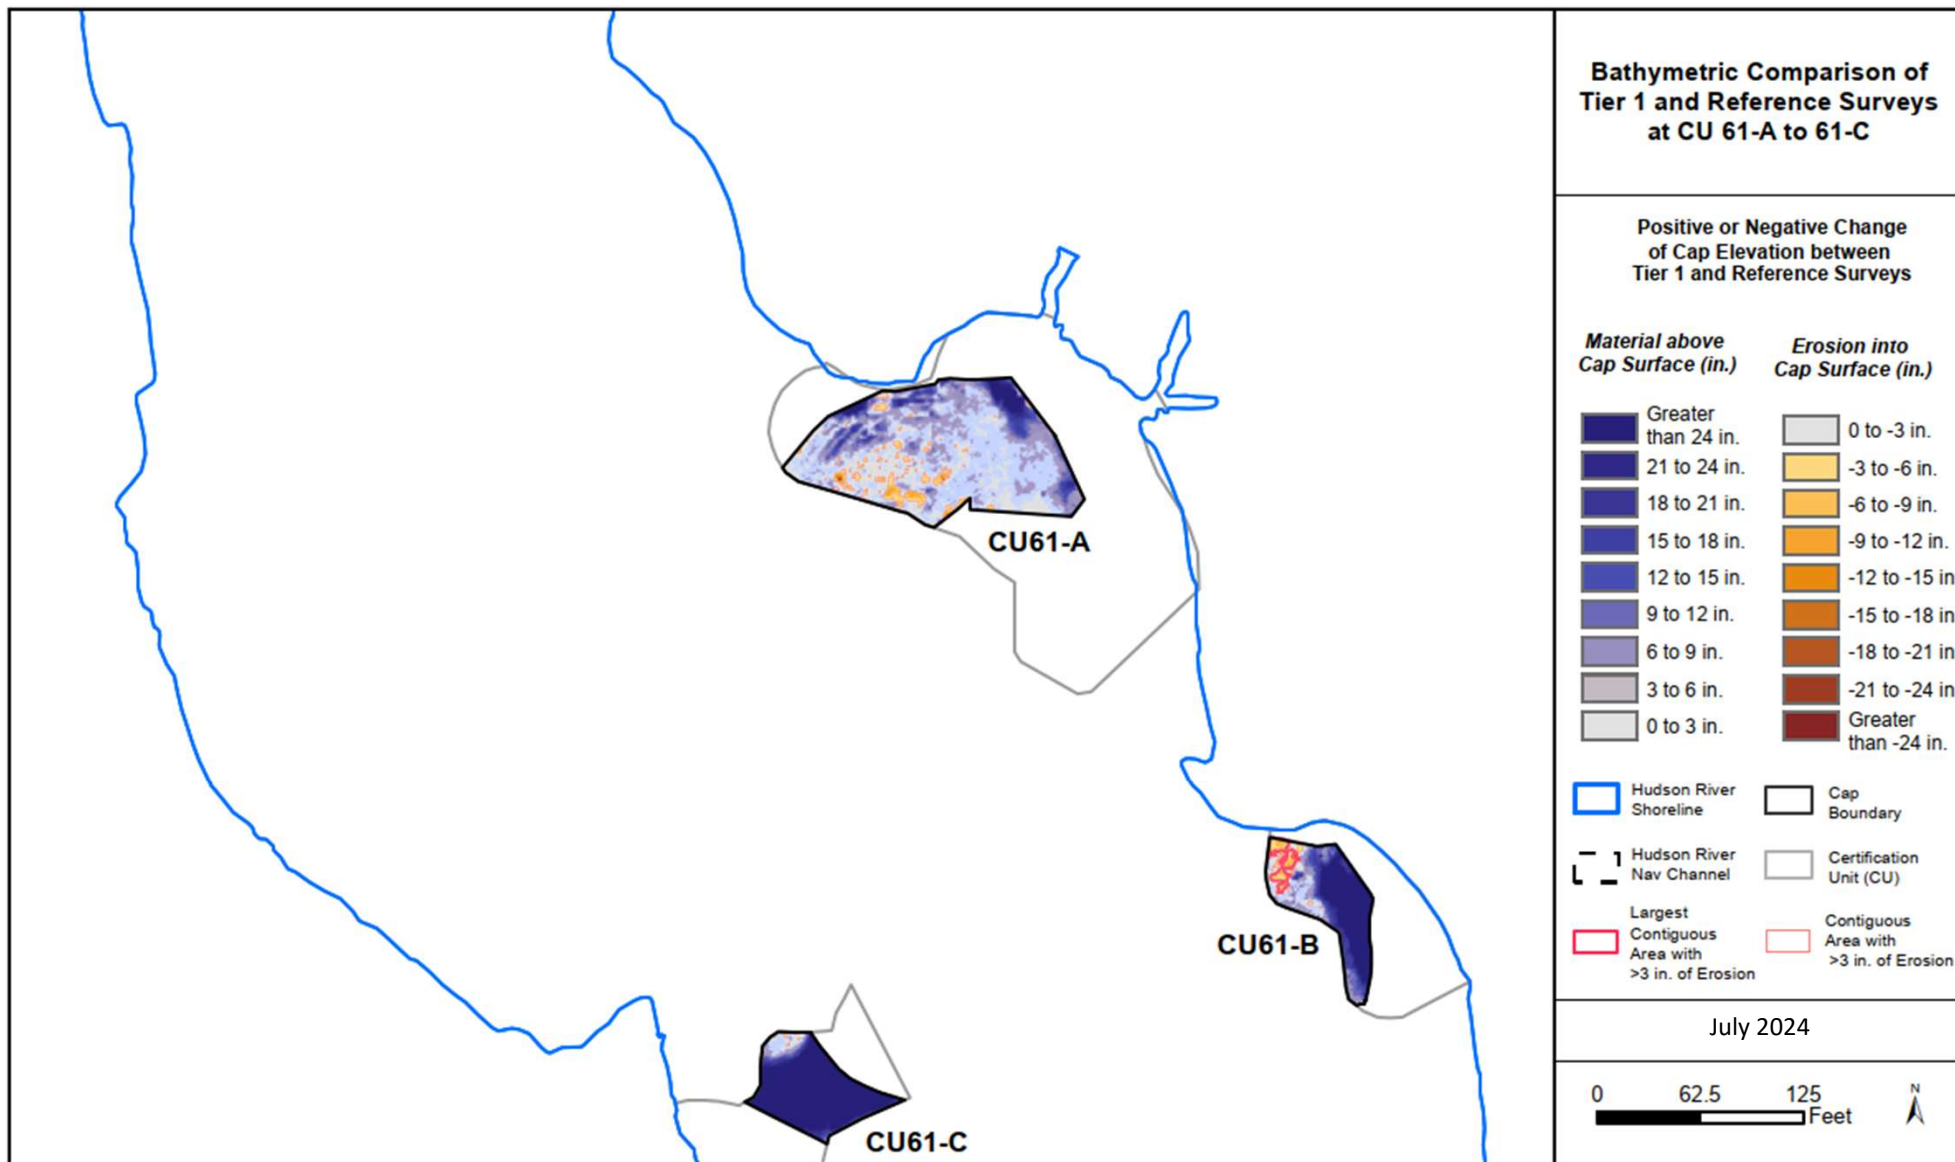 Bathymetric Comparison of
Tier 1 and Reference Surveys
at CU 61-A to 61-C
Positive or Negative Change
of Cap Elevation between
Tier 1 and Reference Surveys
Material above
Cap Surface (in.)
Greater
than 24 in.
21 to 24 in.
18 to 21 in.
15 to 18 in.
12 to 15 in.
9 to 12 in.
6 to 9 in.
3 to 6 in.
0 to 3 in.
Erosion into
Cap Surface (in.)
0 to -3 in.
-3 to -6 in.
-6 to -9 in.
-9 to -12 in.
-12 to -15 in
-15 to -18 in
-18 to -21 in
-21 to -24 in
Greater
than -24 in.
Hudson River
Shoreline
Cap
Boundary
Hudson River
Nav Channel
Certification
Unit (CU)
Largest
Contiguous
Area with
>3 in. of Erosion
Contiguous
Area with
>3 in. of Erosion
July 2024
0 62.5 125
Feet
N
CU61-A
CU61-B
CU61-C